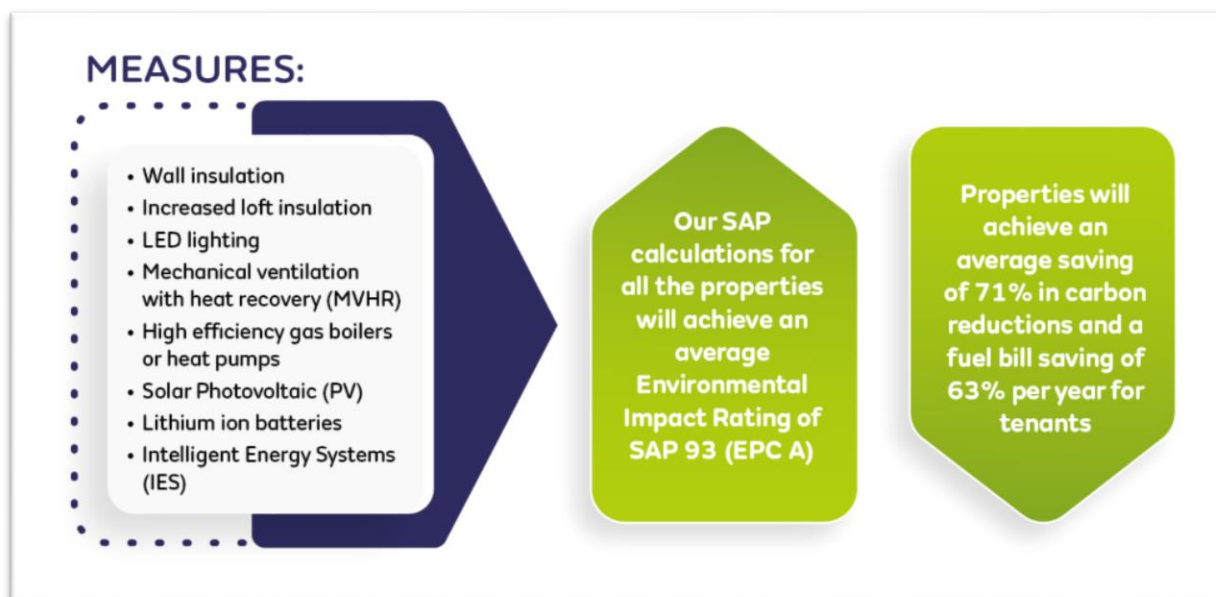 MEASURES:
• Wall insulation
• Increased loft insulation
• LED lighting
• Mechanical ventilation
with heat recovery (MVHR)
• High efficiency gas boilers
or heat pumps
• Solar Photovoltaic (PV)
• Lithium ion batteries
• Intelligent Energy Systems
(IES)
Our SAP
calculations for
all the properties
will achieve an
average
Environmental
Impact Rating of
SAP 93 (EPC A)
Properties will
achieve an
average saving
of 71% in carbon
reductions and a
fuel bill saving of
63% per year for
tenants